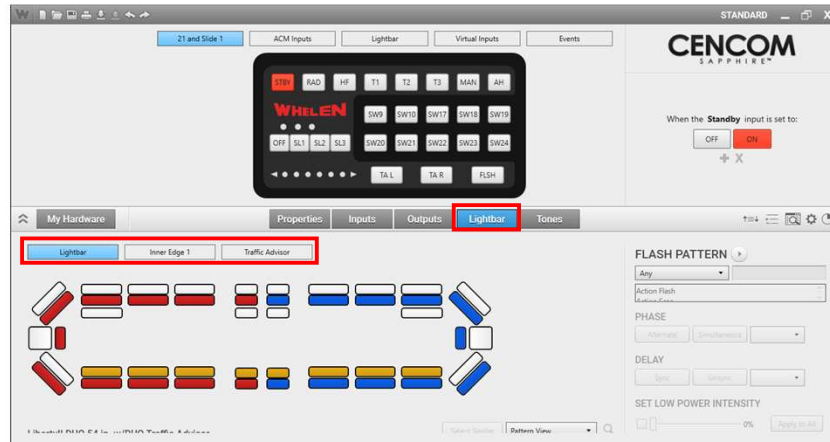 STANDARD
21 and Slide 1
ACM Inputs
Lightbar
Virtual Inputs
Events
CENCOM
SAPPHIRE™
STBY RAD HF T1 T2 T3 MAN AH
WHELEN
SW9 SW10 SW17 SW18 SW19
OFF SL1 SL2 SL3 SW20 SW21 SW22 SW23 SW24
TA L TA R FLSH
When the Standby input is set to:
OFF ON
My Hardware
Properties
Inputs
Outputs
Lightbar
Tones
Lightbar
Inner Edge 1
Traffic Advisor
FLASH PATTERN
Any
Action Flash
PHASE
Alternate Simultaneous
DELAY
Sync
SET LOW POWER INTENSITY
0% Apply to All
Select Similar
Pattern View